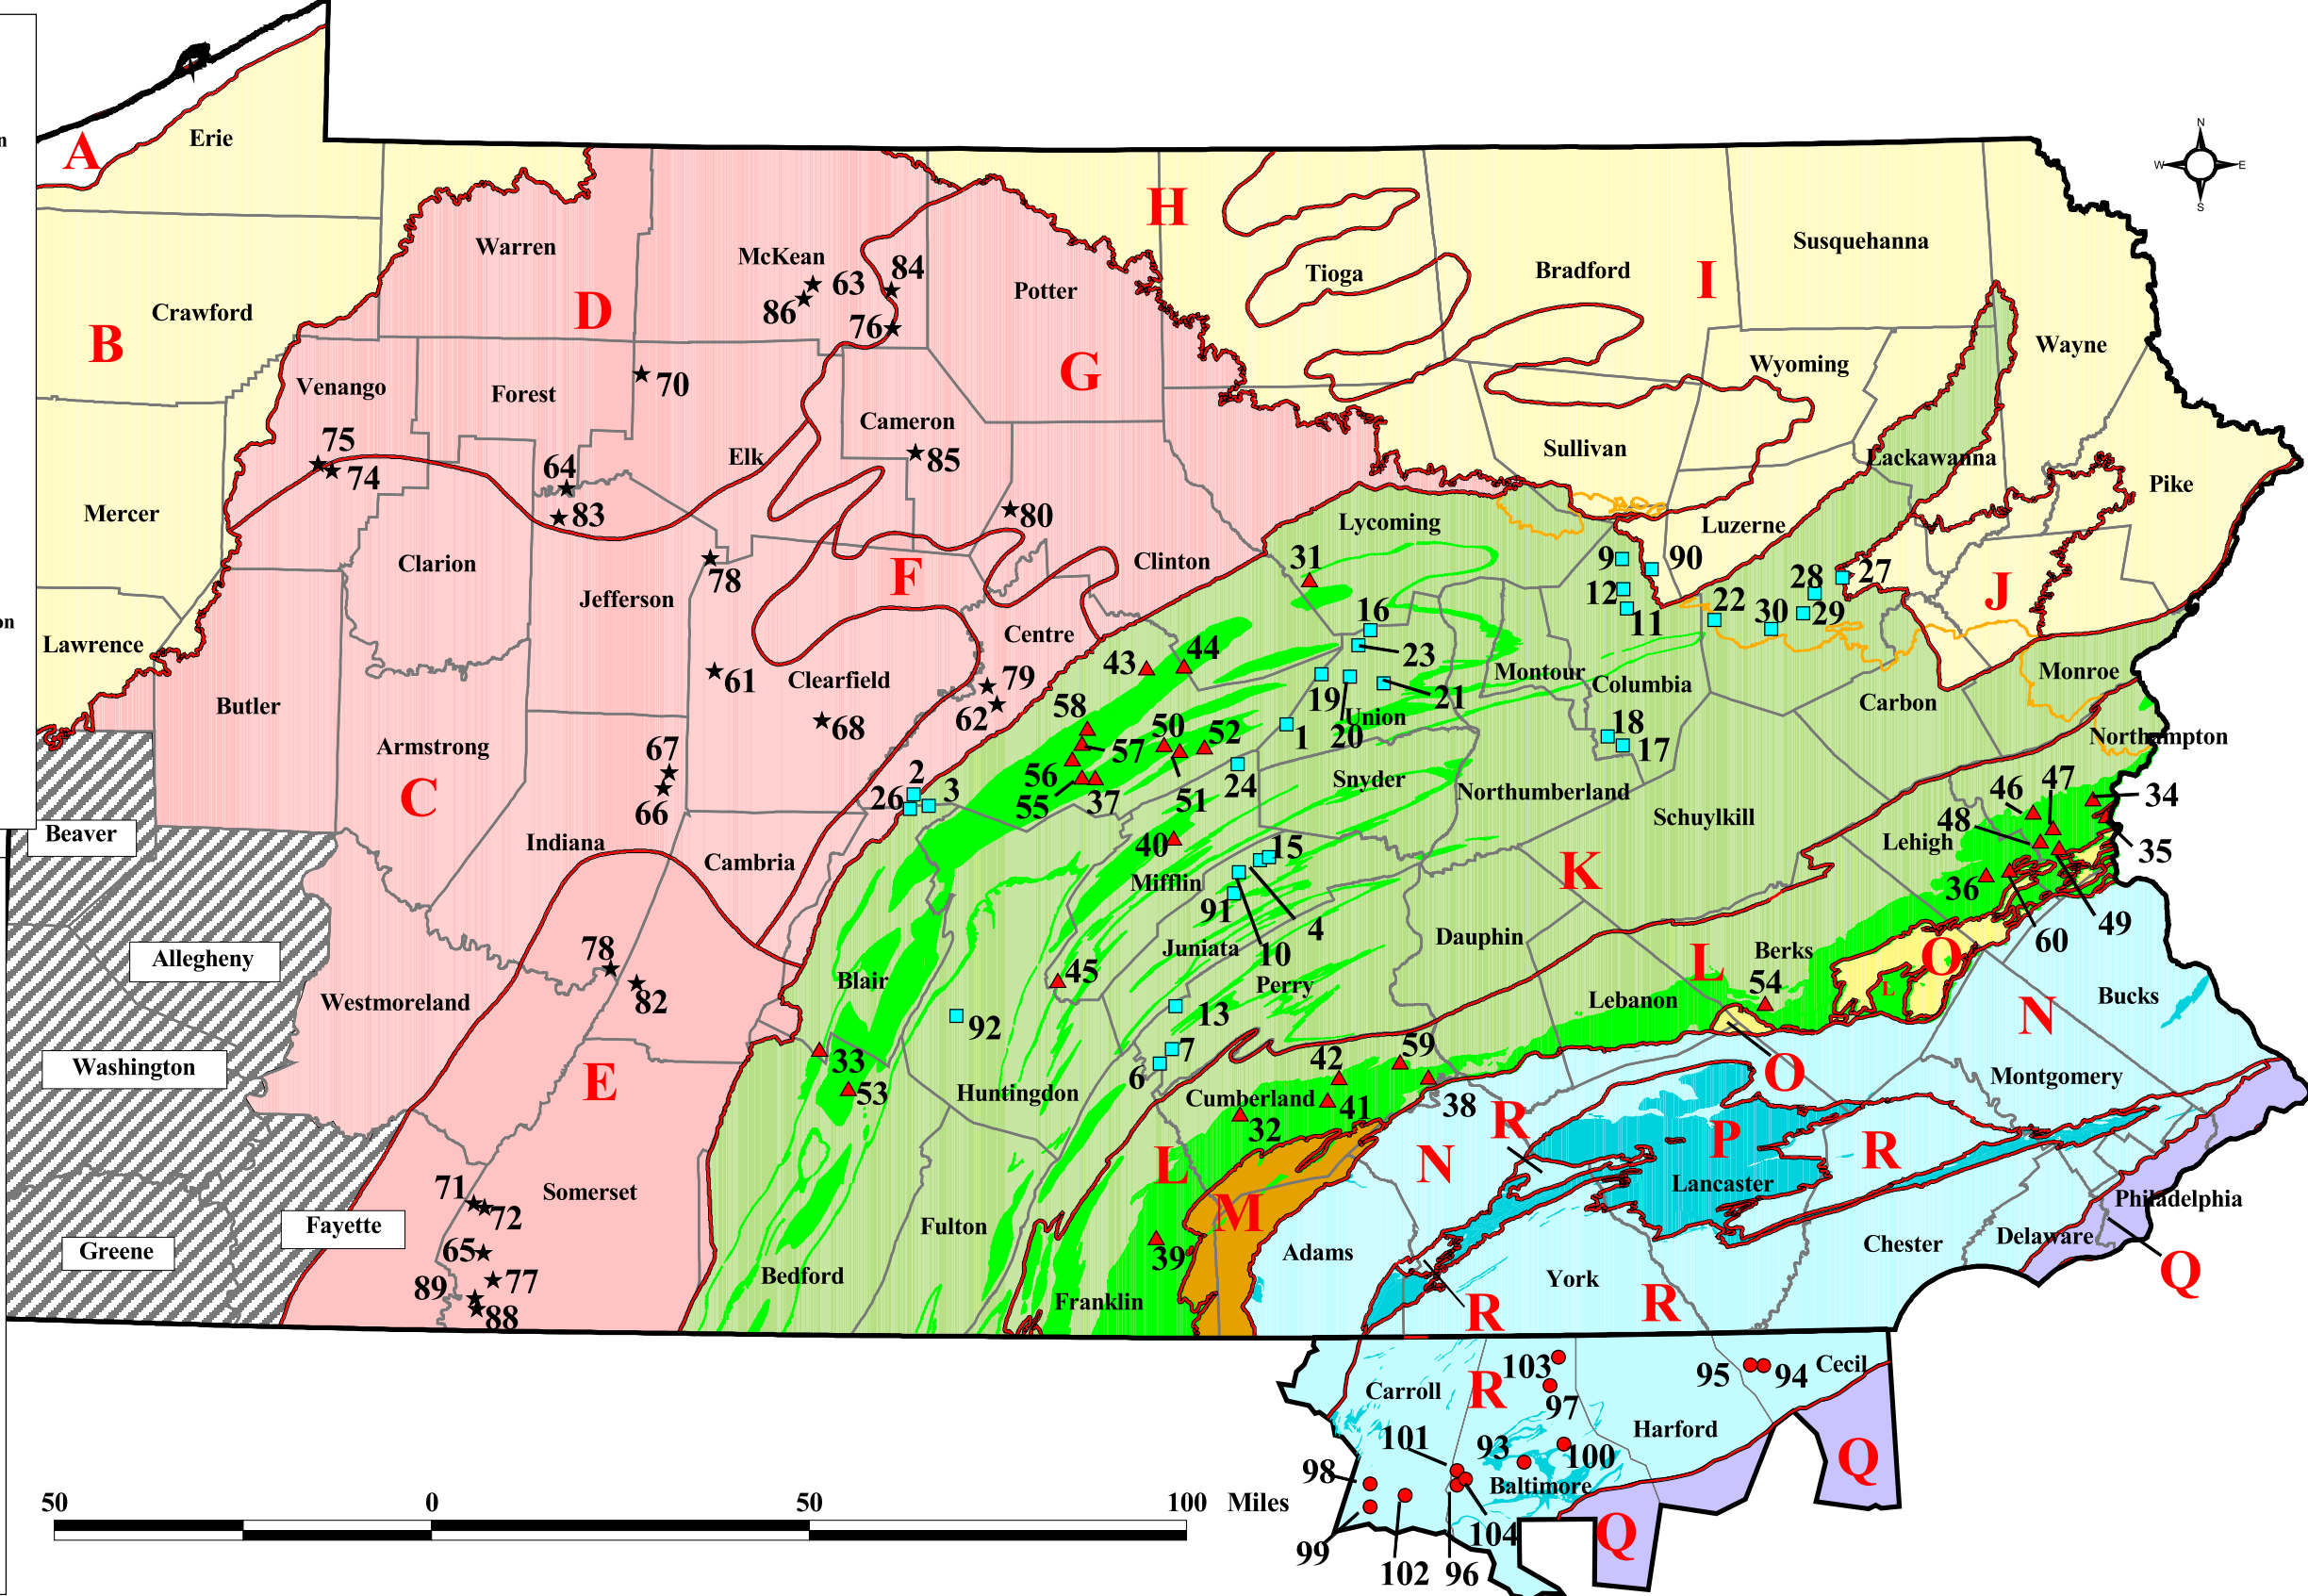 N
W E
S
n
A
Erie
H
Warren
McKean
63
84
86
76
Potter
Tioga
Bradford
I
Susquehanna
Crawford
B
D
G
Wayne
Wyoming
Venango
Forest
70
Cameron
85
Elk
Sullivan
Lackawanna
Pike
75
74
64
83
Mercer
80
Lycoming
Luzerne
Clarion
78
F
Clinton
31
9
90
12
11
22
28
27
30
29
J
Jefferson
on
Lawrence
Centre
16
23
43
44
Montour
Columbia
Monroe
61
Clearfield
79
62
19
20
21
Union
Carbon
Butler
68
58
57
50
52
1
18
17
Northampton
Armstrong
67
66
C
2
26
3
56
55
37
51
24
Snyder
Northumberland
46
47
34
Beaver
Schuylkill
48
35
Indiana
Cambria
40
15
Lehigh
Mifflin
K
36
91
4
49
Allegheny
78
82
Juniata
10
Dauphin
L
Berks
60
O
Blair
45
Perry
54
L
Westmoreland
Lebanon
N
Bucks
92
13
Washington
33
53
7
6
59
42
O
E
Huntingdon
Cumberland
41
38
32
Montgomery
R
N
P
R
L
Lancaster
71
72
Somerset
M
Philadelphia
Fayette
Greene
Fulton
39
Adams
Chester
Delaware
65
77
89
88
Bedford
York
Q
Franklin
R
R
103
95
94
Cecil
Carroll
R
97
Harford
101
93
100
Q
98
Baltimore
50 0 50 100 Miles
99
102
96
104
Q